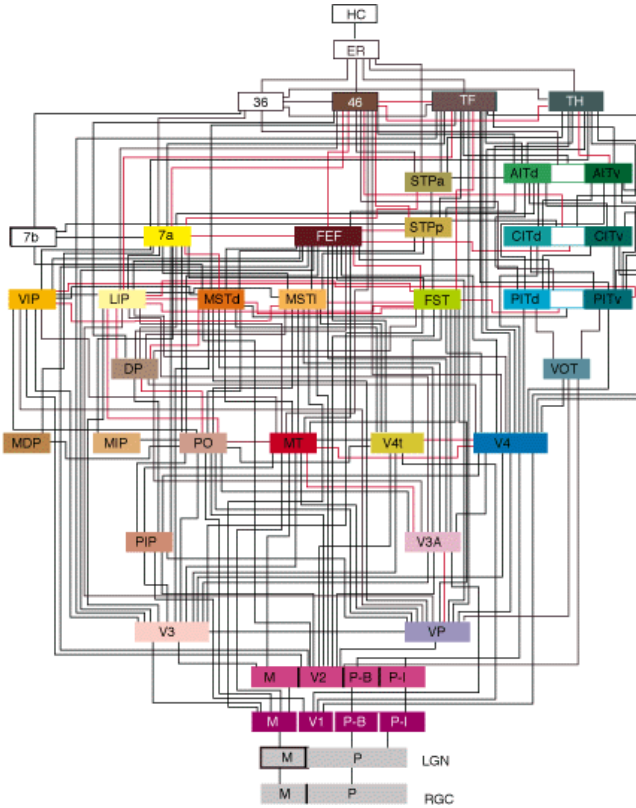 HC
ER
36 46 TF TH
STPa AITd AITv
7b 7a FEF STPp CITd CITv
VIP LIP MSTd MSTl FST PITd PITv
DP VOT
MDP MIP PO MT V4t V4
PIP V3A
V3 VP
M V2 P-B P-I
M V1 P-B P-I
M P LGN
M P RGC